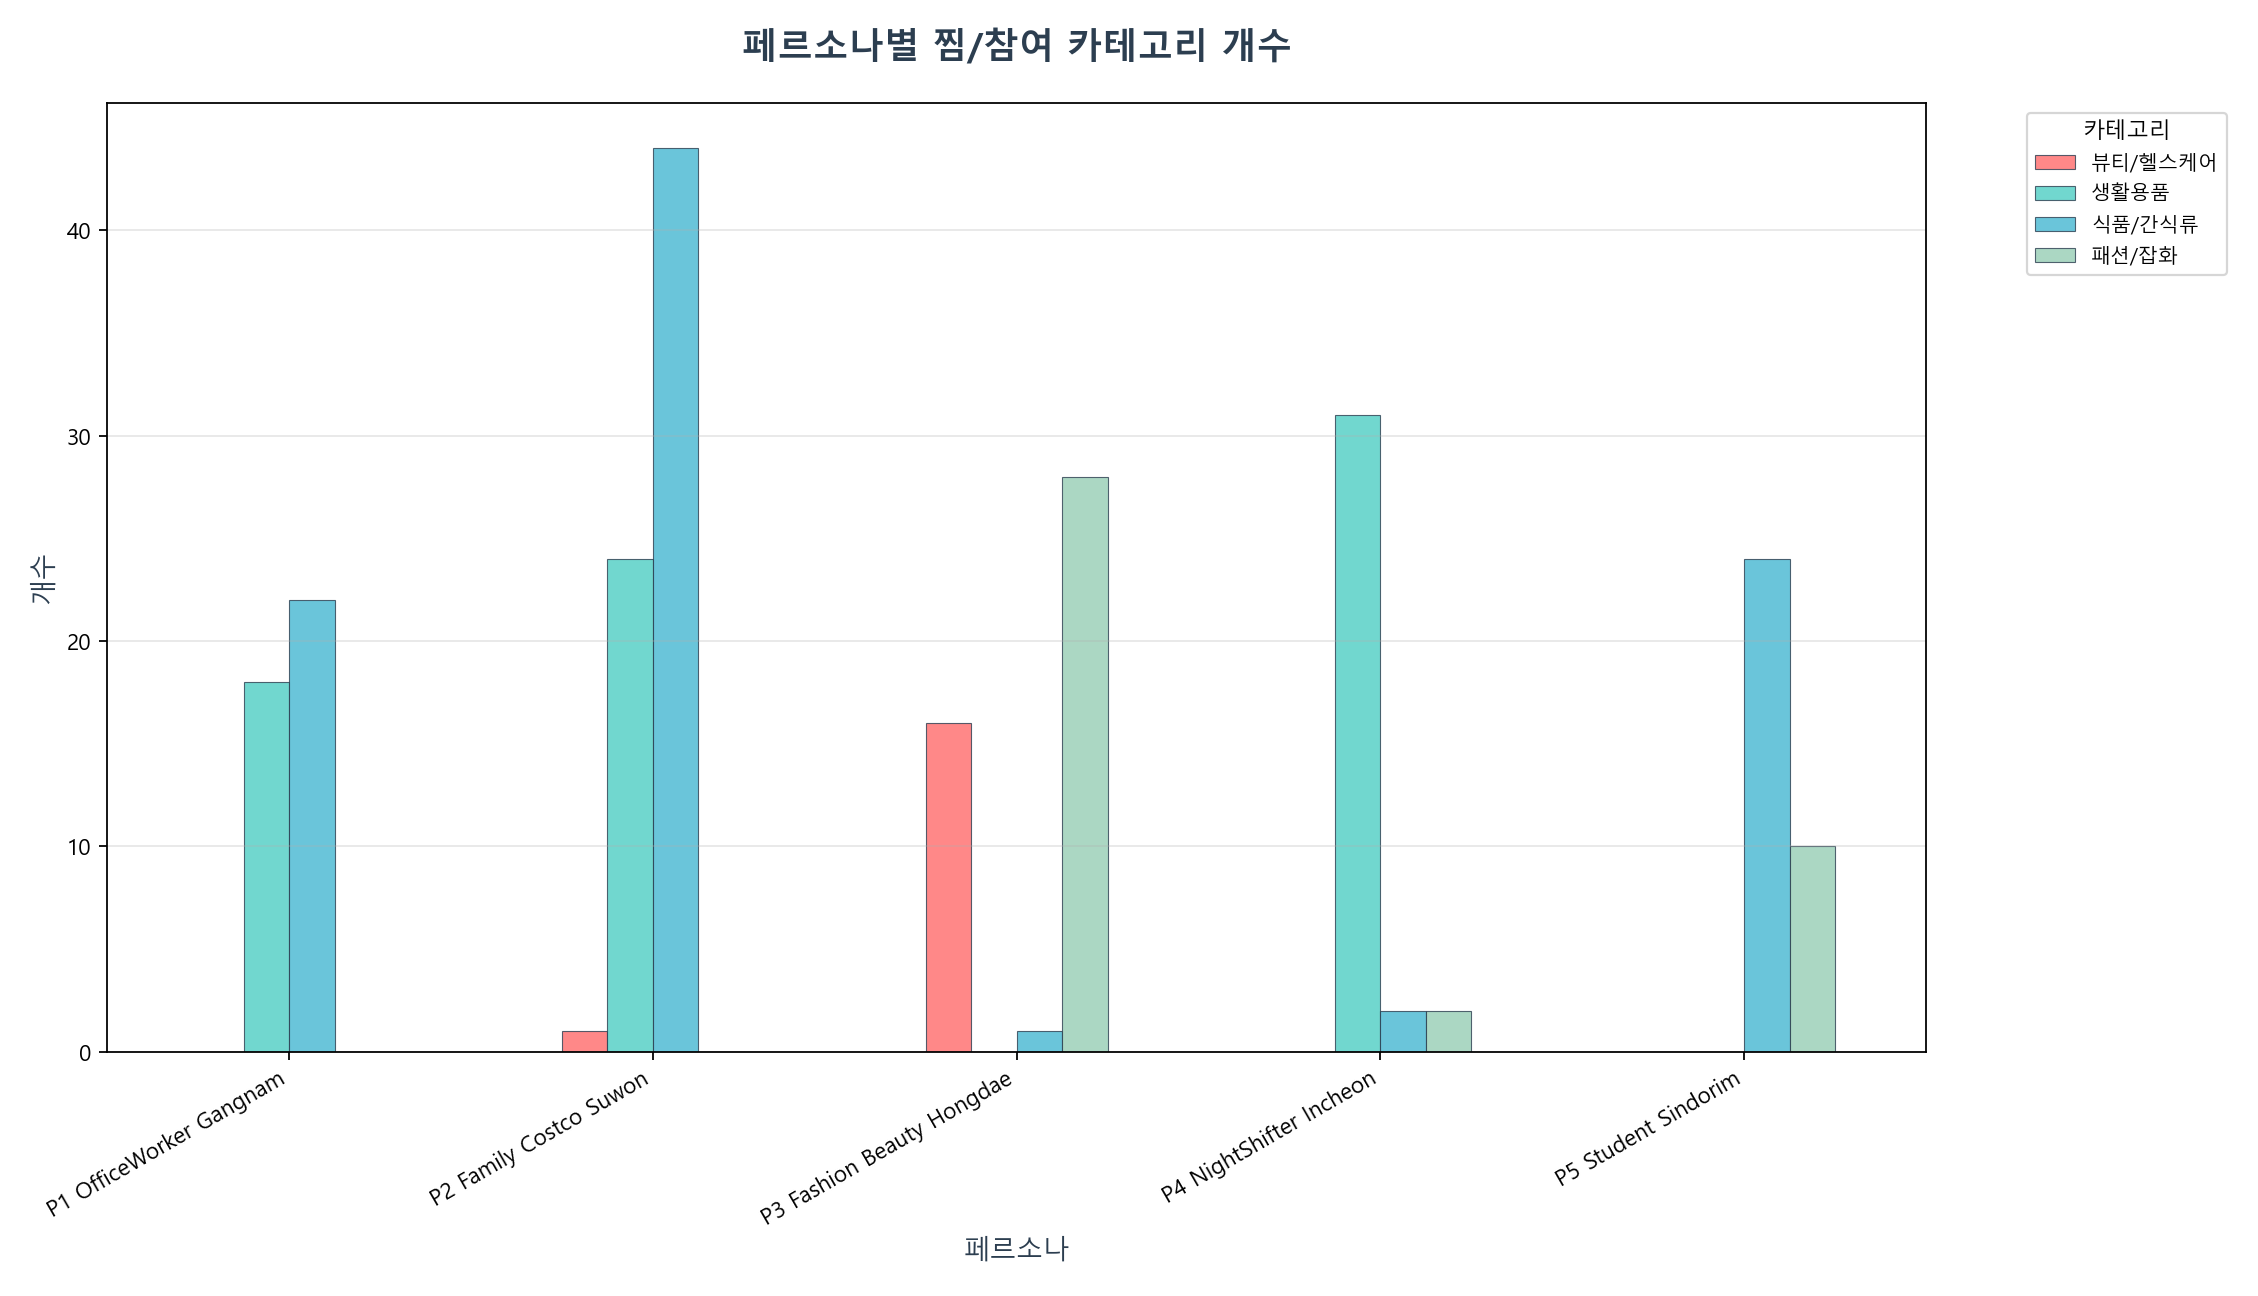 페르소나별 찜/참여 카테고리 개수
카테고리
뷰티/헬스케어
생활용품
식품/간식류
패션/잡화
개수
40
30
20
10
0
P1 OfficeWorker Gangnam
P2 Family Costco Suwon
P3 Fashion Beauty Hongdae
P4 NightShifter Incheon
P5 Student Sindorim
페르소나